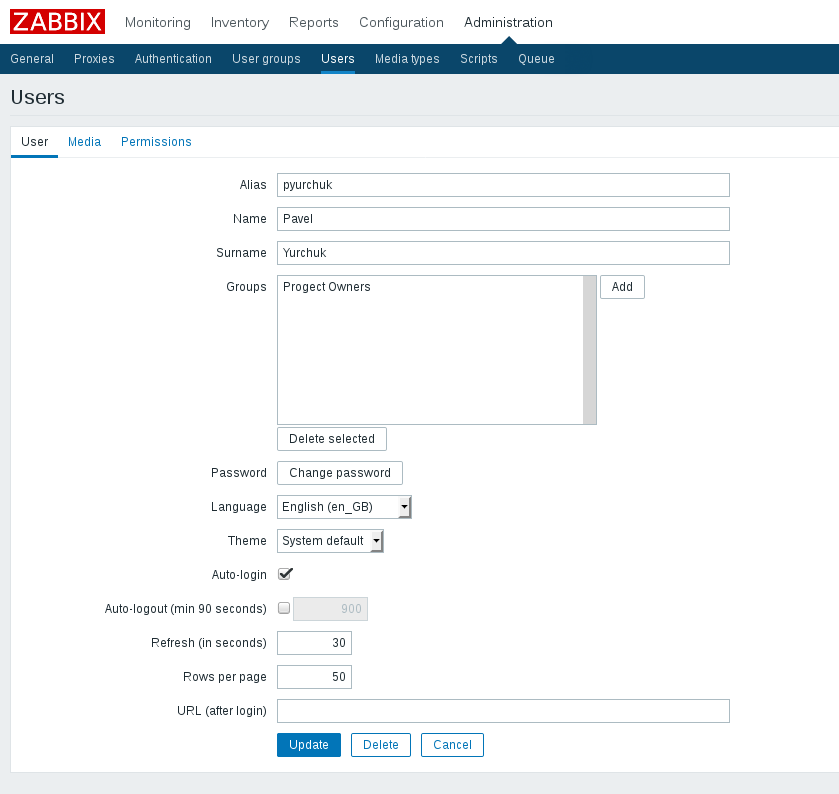 ZABBIX Monitoring Inventory Reports Configuration Administration
General Proxies Authentication User groups Users Media types Scripts Queue
Users
User Media Permissions
Alias pyurchuk
Name Pavel
Surname Yurchuk
Groups Progect Owners Add
Delete selected
Password Change password
Language English (en_GB)
Theme System default
Auto-login
Auto-logout (min 90 seconds) 900
Refresh (in seconds) 30
Rows per page 50
URL (after login)
Update Delete Cancel